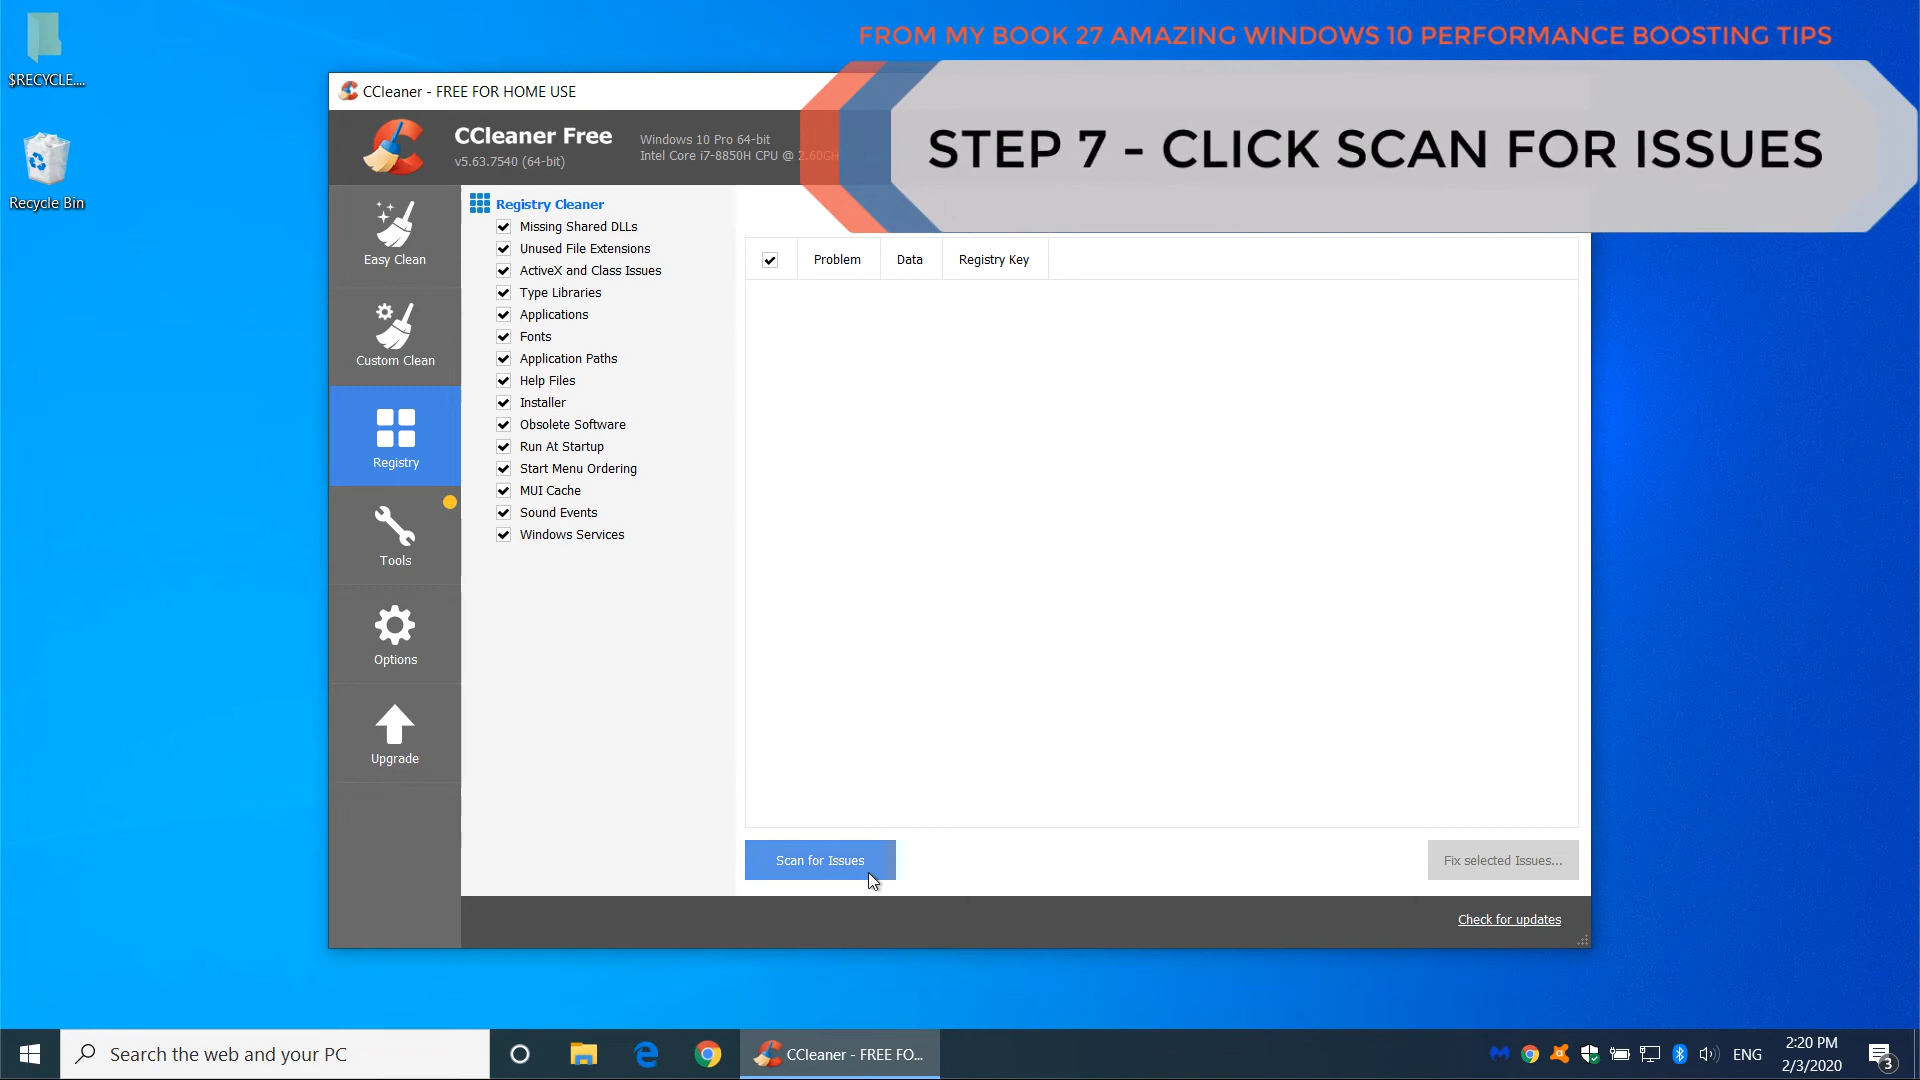 FROM MY BOOK 27 AMAZING WINDOWS 10 PERFORMANCE BOOSTING TIPS
STEP 7 - CLICK SCAN FOR ISSUES
$RECYCLE....
Recycle Bin
CCleaner - FREE FOR HOME USE
CCleaner Free
v5.63.7540 (64-bit)
Windows 10 Pro 64-bit
Intel Core i7-8850H CPU @ 2.60GH
Easy Clean
Custom Clean
Registry
Tools
Options
Upgrade
Registry Cleaner
Missing Shared DLLs
Unused File Extensions
ActiveX and Class Issues
Type Libraries
Applications
Fonts
Application Paths
Help Files
Installer
Obsolete Software
Run At Startup
Start Menu Ordering
MUI Cache
Sound Events
Windows Services
Problem Data Registry Key
Scan for Issues
Fix selected Issues...
Check for updates
Search the web and your PC
CCleaner - FREE FO...
ENG
2:20 PM
2/3/2020
3